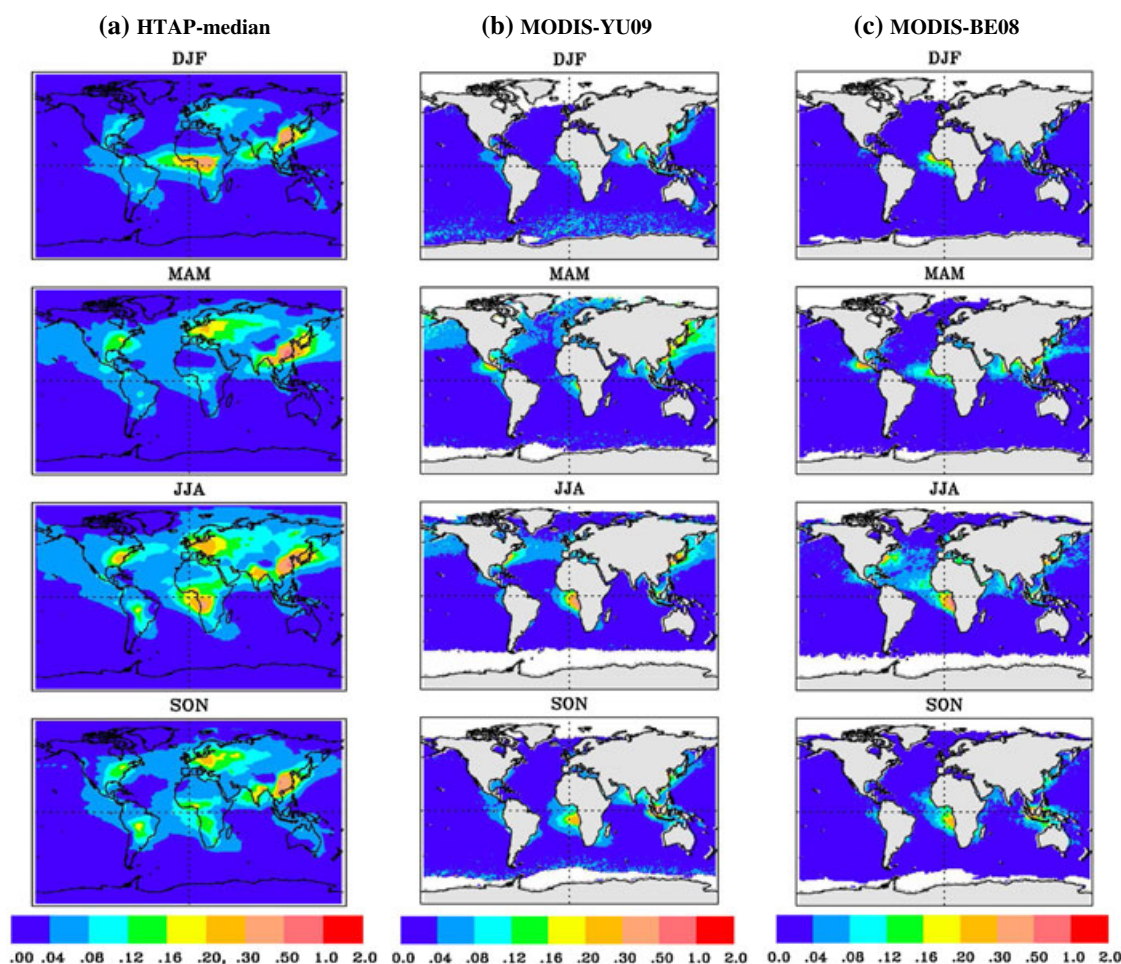 (a) HTAP-median (b) MODIS-YU09 (c) MODIS-BE08
DJF DJF DJF
MAM MAM MAM
JJA JJA JJA
SON SON SON
.00 .04 .08 .12 .16 .20, .30 .50 1.0 2.0 0.0 .04 .08 .12 .16 .20 .30 .50 1.0 2.0 0.0 .04 .08 .12 .16 .20 .30 .50 1.0 2.0